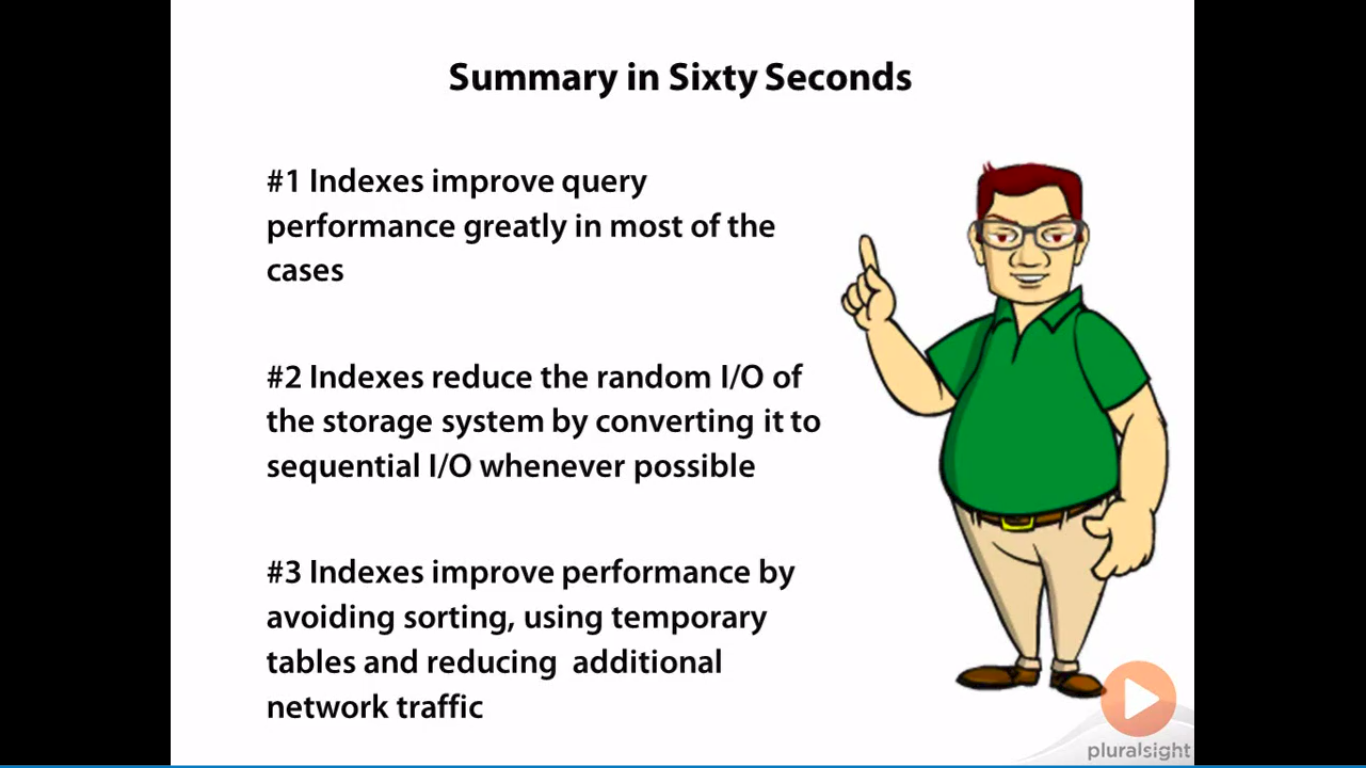 Summary in Sixty Seconds
#1 Indexes improve query
performance greatly in most of the
cases
#2 Indexes reduce the random I/O of
the storage system by converting it to
sequential I/O whenever possible
#3 Indexes improve performance by
avoiding sorting, using temporary
tables and reducing  additional
network traffic
pluralsight